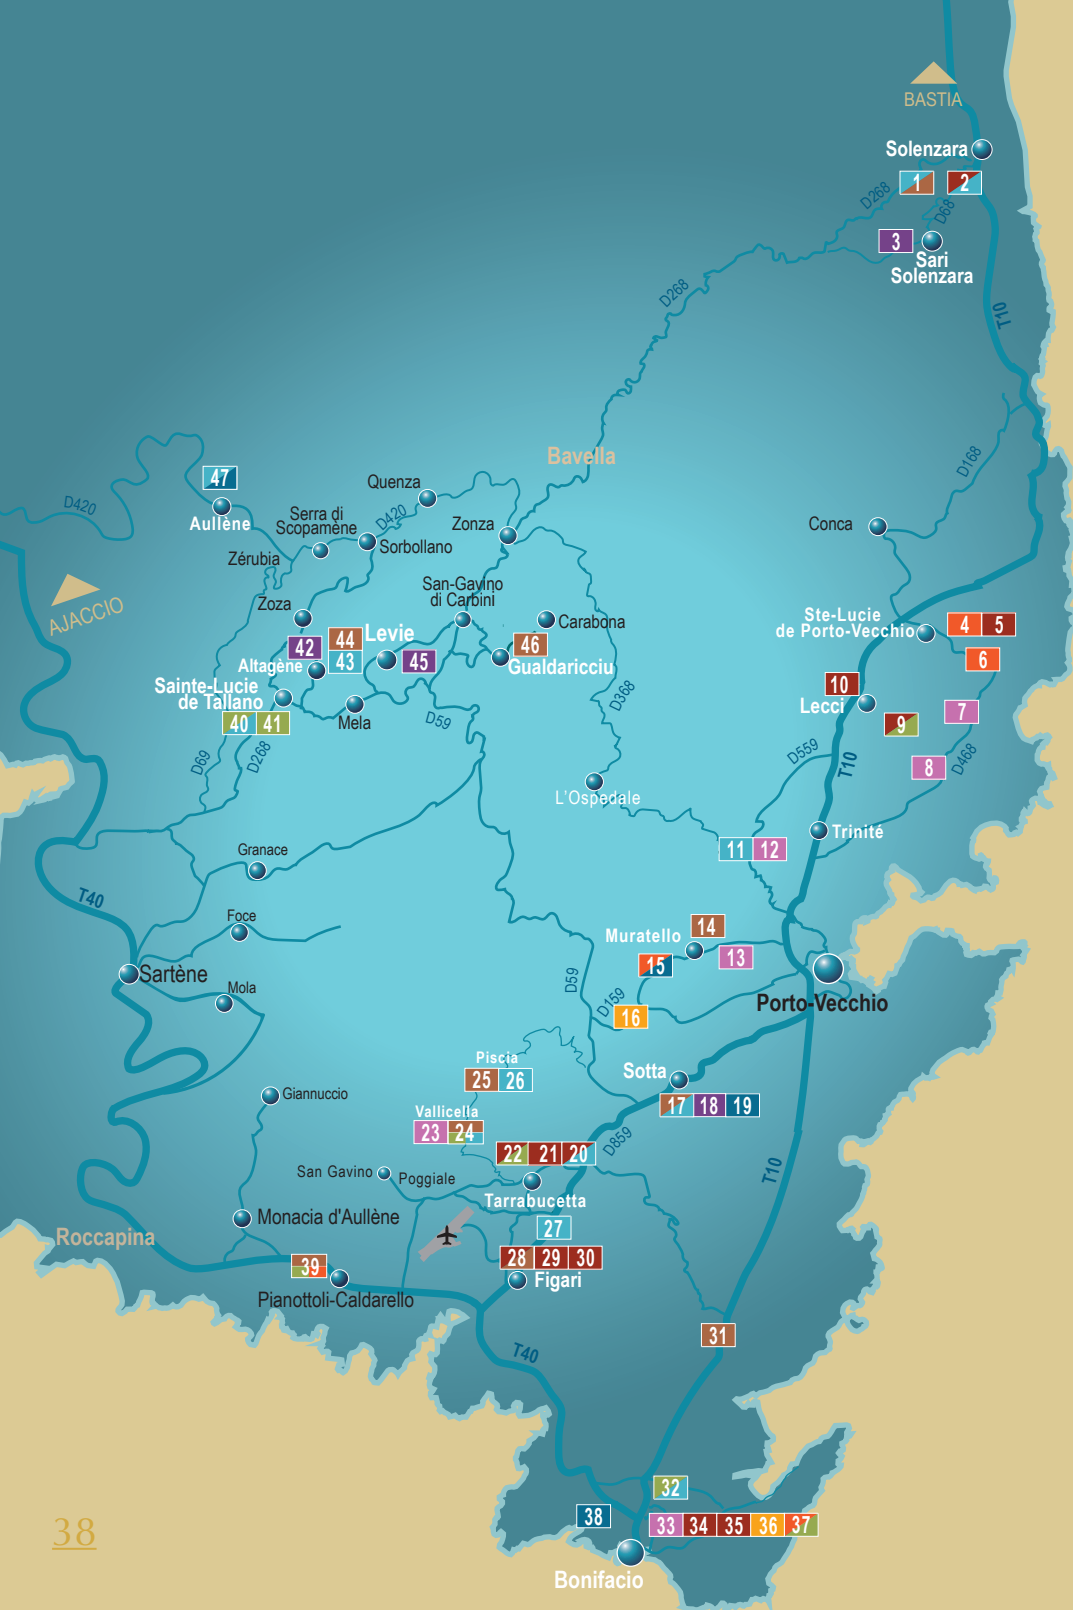 BASTIA
Solenzara
1
2
D268
D68
3
Sari
Solenzara
D268
T10
Bavella
D168
47
Quenza
D420
Aullène
Serra di
Scopamène
D420
Zonza
Conca
Sorbollano
Zérubia
San-Gavino
di Carbini
AJACCIO
Zoza
Carabona
Ste-Lucie
de Porto-Vecchio
4
5
42
44
Levie
46
43
45
Altagène
Gualdaricciu
6
Sainte-Lucie
de Tallano
10
Lecci
D368
40
41
Mela
D59
9
7
D69
D268
D559
T10
8
D468
L'Ospedale
Trinité
11
12
Granace
T40
Foce
14
Muratello
13
15
Sartène
D59
Mola
D159
16
Porto-Vecchio
Piscia
25
26
Sotta
Giannuccio
17
18
19
Vallicella
23
24
D859
22
21
20
San Gavino
Poggiale
T10
Tarrabucetta
Monacia d'Aullène
27
Roccapina
28
29
30
39
Figari
Pianottoli-Caldarello
31
T40
32
38
33
34
35
36
37
38
Bonifacio